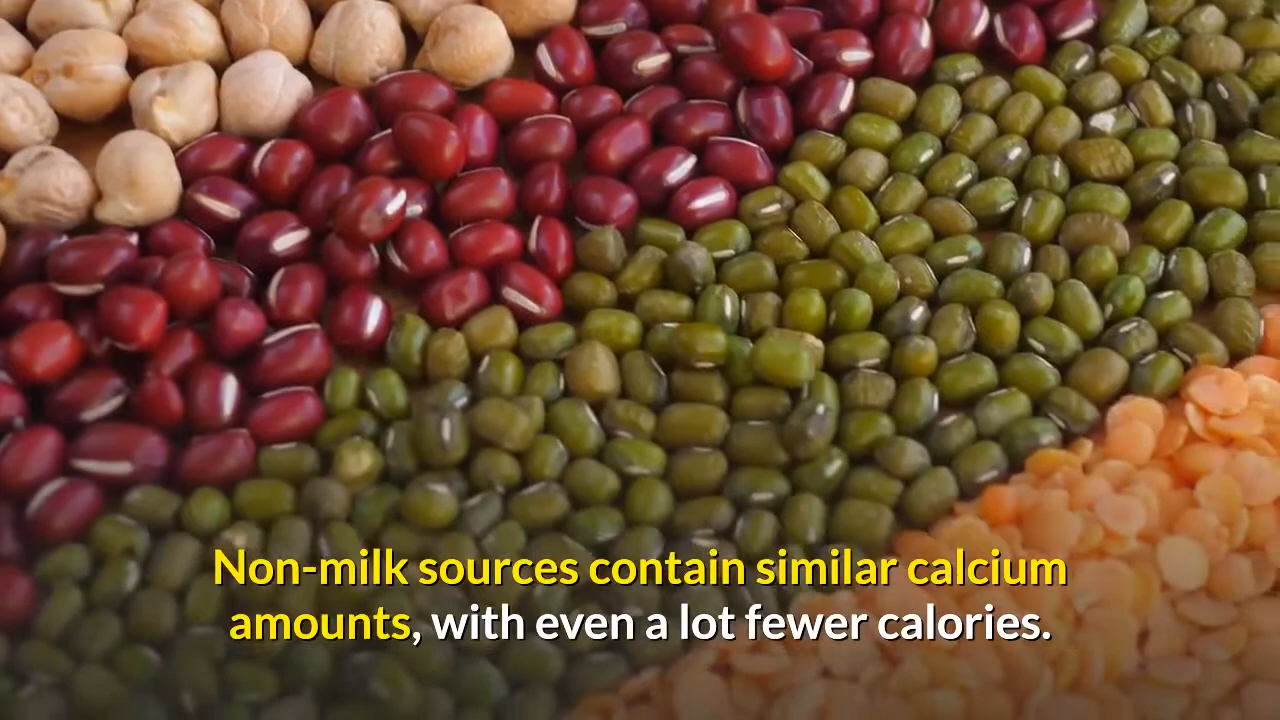 Non-milk sources contain similar calcium
amounts, with even a lot fewer calories.